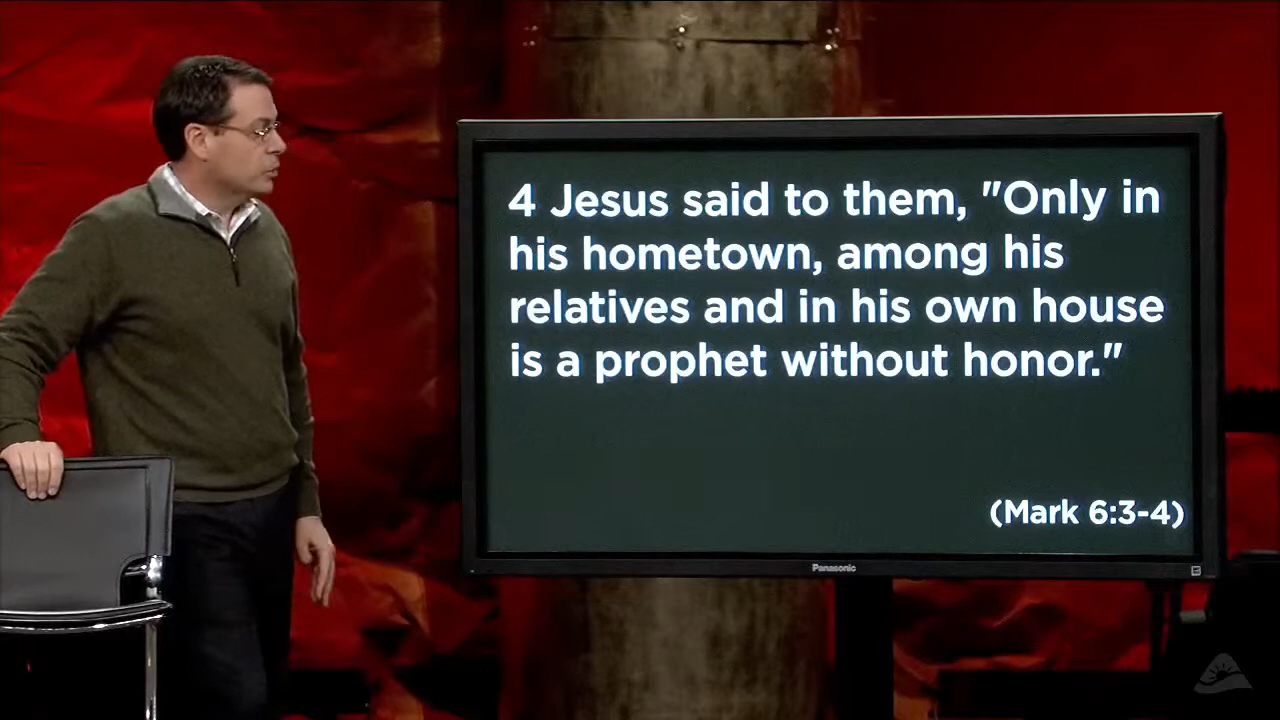 4 Jesus said to them, "Only in
his hometown, among his
relatives and in his own house
is a prophet without honor."
(Mark 6:3-4)
Panasonic